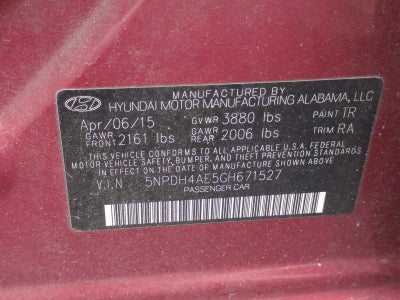 MANUFACTURED BY
HYUNDAI MOTOR MANUFACTURING ALABAMA, LLC
Apr/06/15 GVWR 3880 lbs PAINT TR
GAWR FRONT 2161 lbs GAWR REAR 2006 lbs TRIM RA
THIS VEHICLE CONFORMS TO ALL APPLICABLE U.S.A. FEDERAL
MOTOR VEHICLE SAFETY, BUMPER, AND THEFT PREVENTION STANDARDS
IN EFFECT ON THE DATE OF MANUFACTURE SHOWN ABOVE.
V.I.N 5NPDH4AE5GH671527
PASSENGER CAR